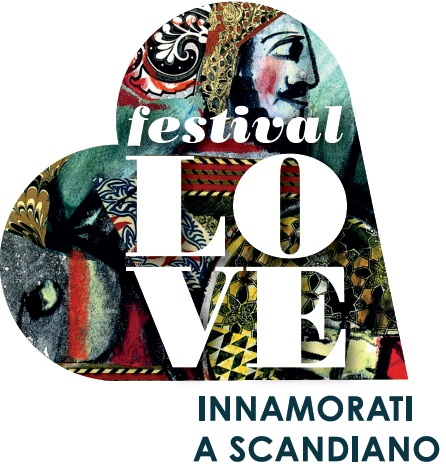 festival
LO
VE
INNAMORATI
A SCANDIANO